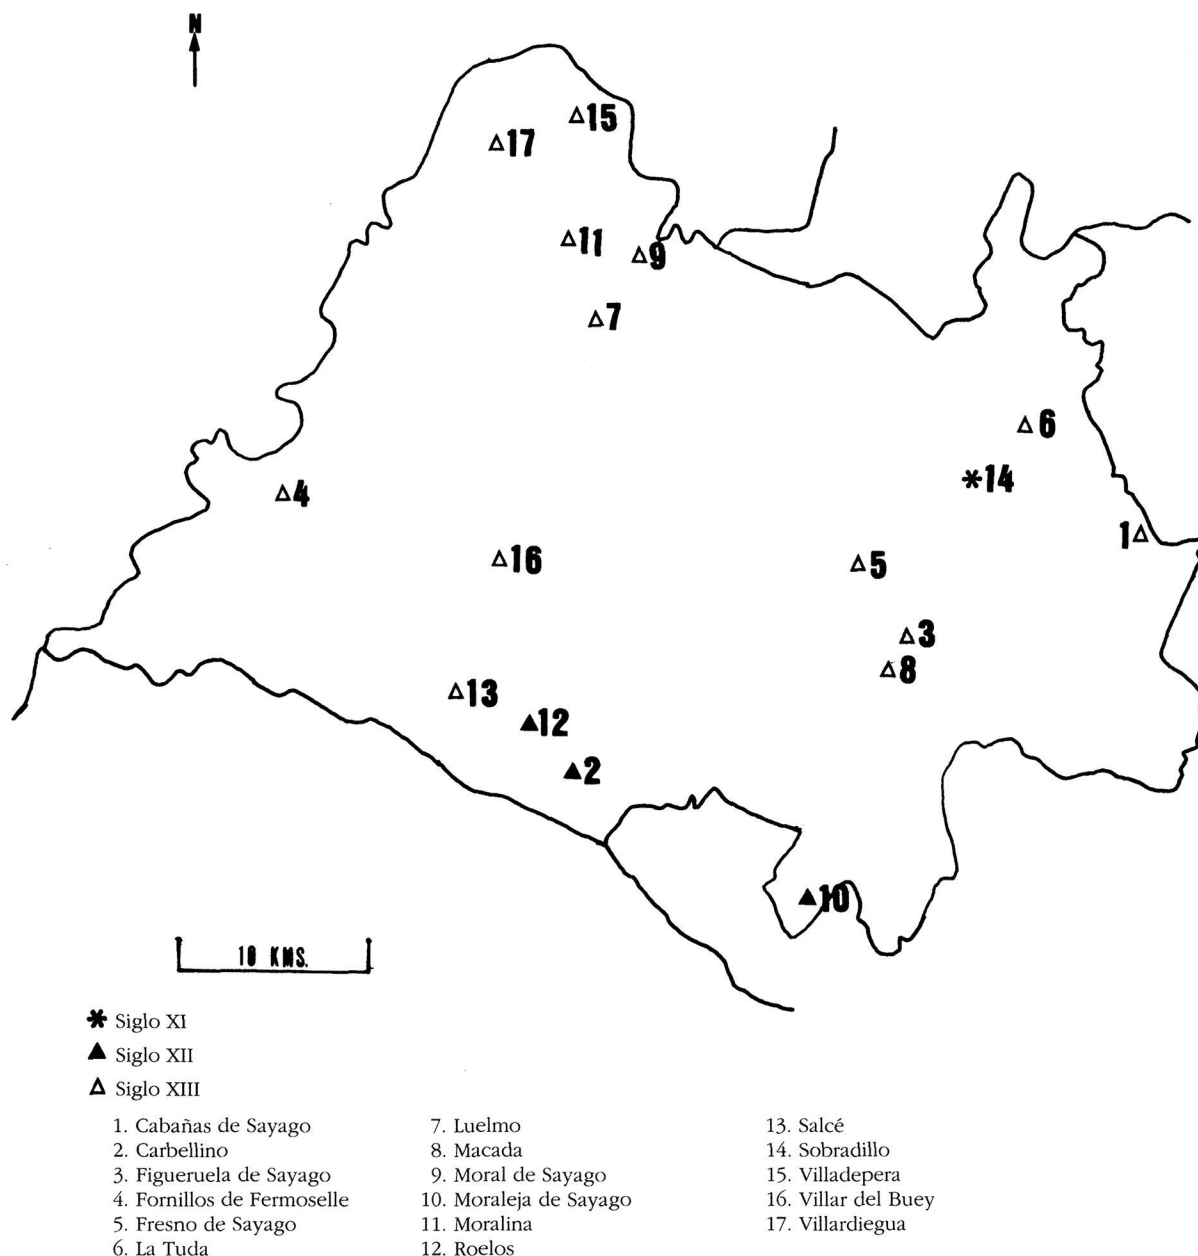 N
15
17
11
9
7
6
14
4
1
16
5
3
8
13
12
2
10
10 KMS.
Siglo XI
Siglo XII
Siglo XIII
1. Cabañas de Sayago
2. Carbellino
3. Figueruela de Sayago
4. Fornillos de Fermoselle
5. Fresno de Sayago
6. La Tuda
7. Luelmo
8. Macada
9. Moral de Sayago
10. Moraleja de Sayago
11. Moralina
12. Roelos
13. Salcé
14. Sobradillo
15. Villadepera
16. Villar del Buey
17. Villardiegua